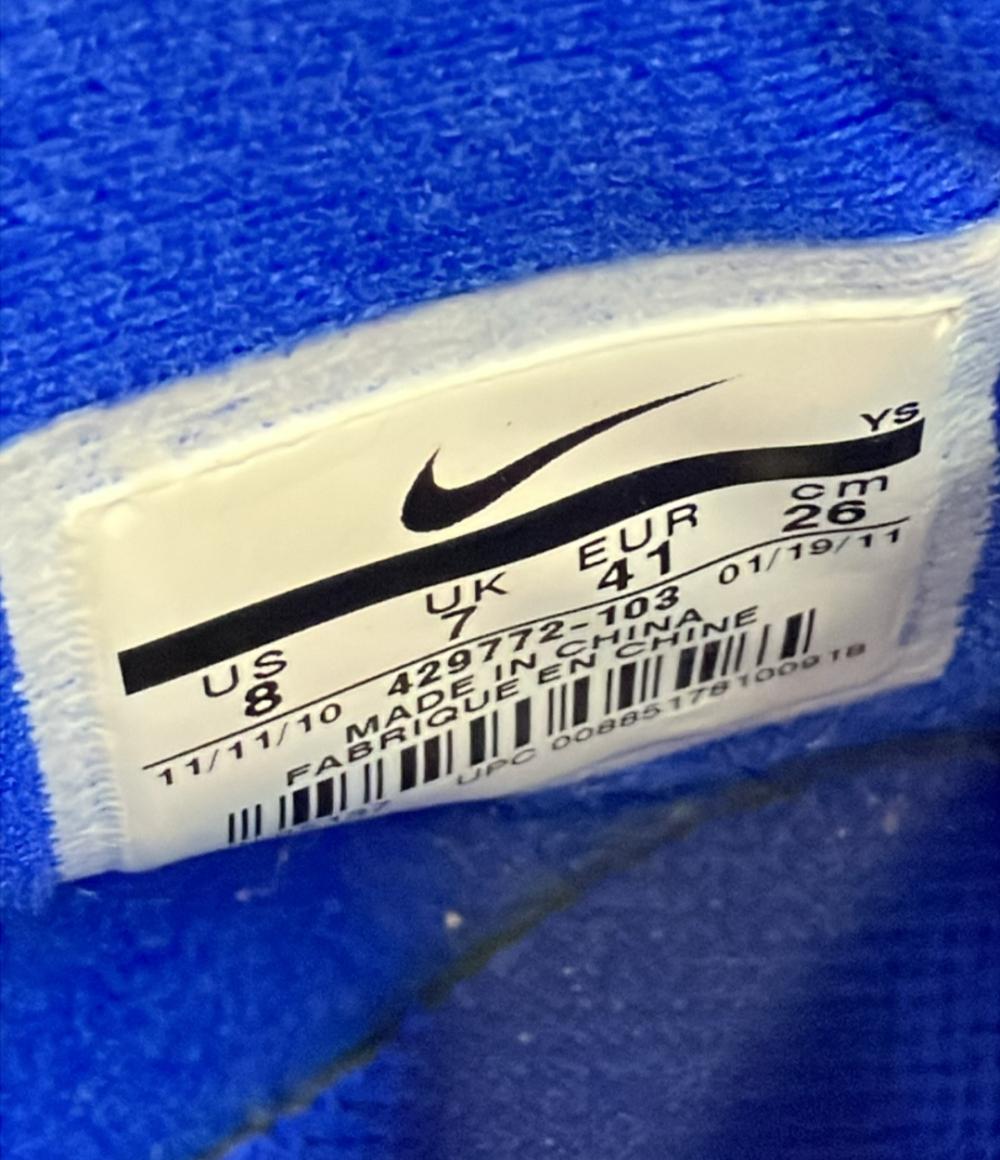 YS
US UK EUR cm
8 7 41 26
11/11/10 429772-103 01/19/11
MADE IN CHINA
FABRIQUE EN CHINE
UPC 00885178100918